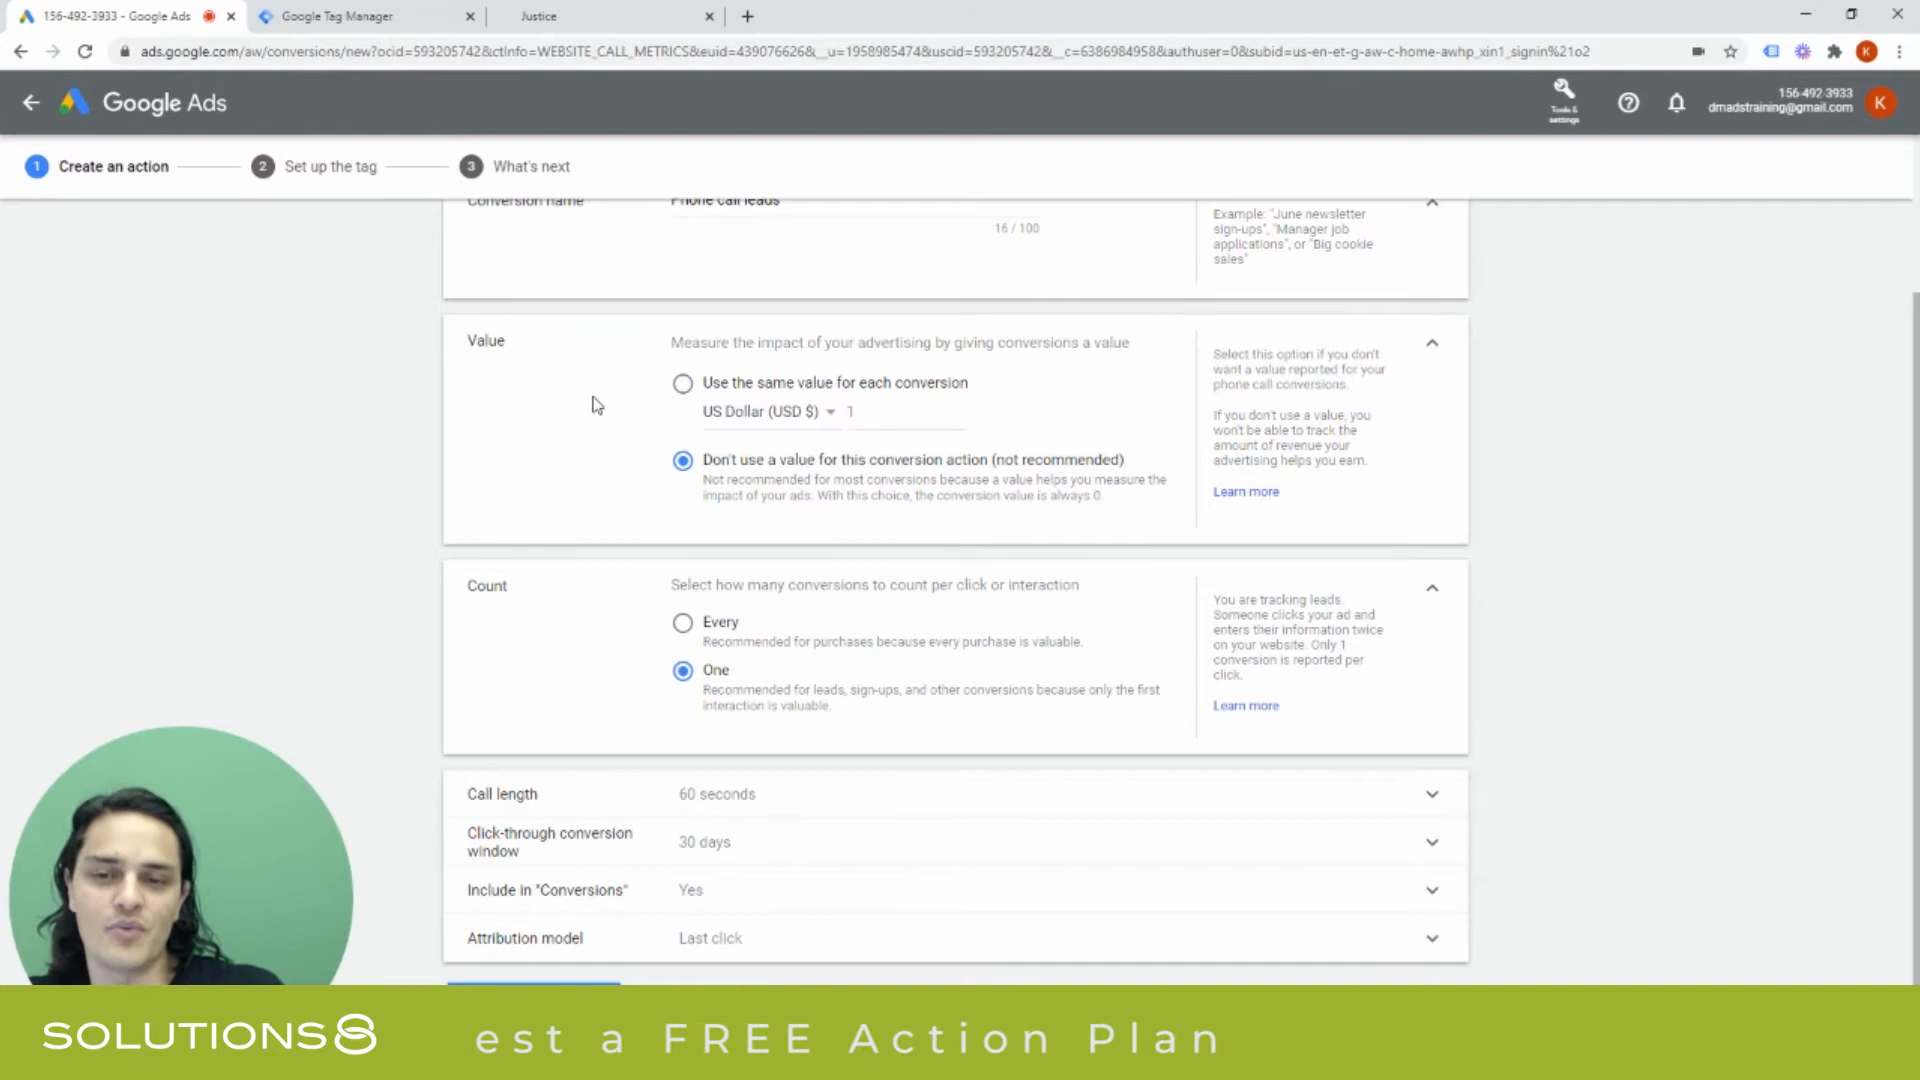 156-492-3933 - Google Ads
Google Tag Manager
Justice
ads.google.com/aw/conversions/new?ocid=593205742&ctInfo=WEBSITE_CALL_METRICS&euid=439076626&__u=1958985474&uscid=593205742&__c=6386984958&authuser=0&subid=us-en-et-g-aw-c-home-awhp_xin1_signin%21o2
K
Google Ads
Tools &
settings
156-492-3933
dmadstraining@gmail.com
K
1 Create an action
2 Set up the tag
3 What's next
Conversion name
Phone call leads
16 / 100
Example: "June newsletter
sign-ups", "Manager job
applications", or "Big cookie
sales"
Value
Measure the impact of your advertising by giving conversions a value
Use the same value for each conversion
US Dollar (USD $) 1
Don't use a value for this conversion action (not recommended)
Not recommended for most conversions because a value helps you measure the
impact of your ads. With this choice, the conversion value is always 0.
Select this option if you don't
want a value reported for your
phone call conversions.
If you don't use a value, you
won't be able to track the
amount of revenue your
advertising helps you earn.
Learn more
Count
Select how many conversions to count per click or interaction
Every
Recommended for purchases because every purchase is valuable.
One
Recommended for leads, sign-ups, and other conversions because only the first
interaction is valuable.
You are tracking leads.
Someone clicks your ad and
enters their information twice
on your website. Only 1
conversion is reported per
click.
Learn more
Call length
60 seconds
Click-through conversion
window
30 days
Include in "Conversions"
Yes
Attribution model
Last click
SOLUTIONS8
est a FREE Action Plan